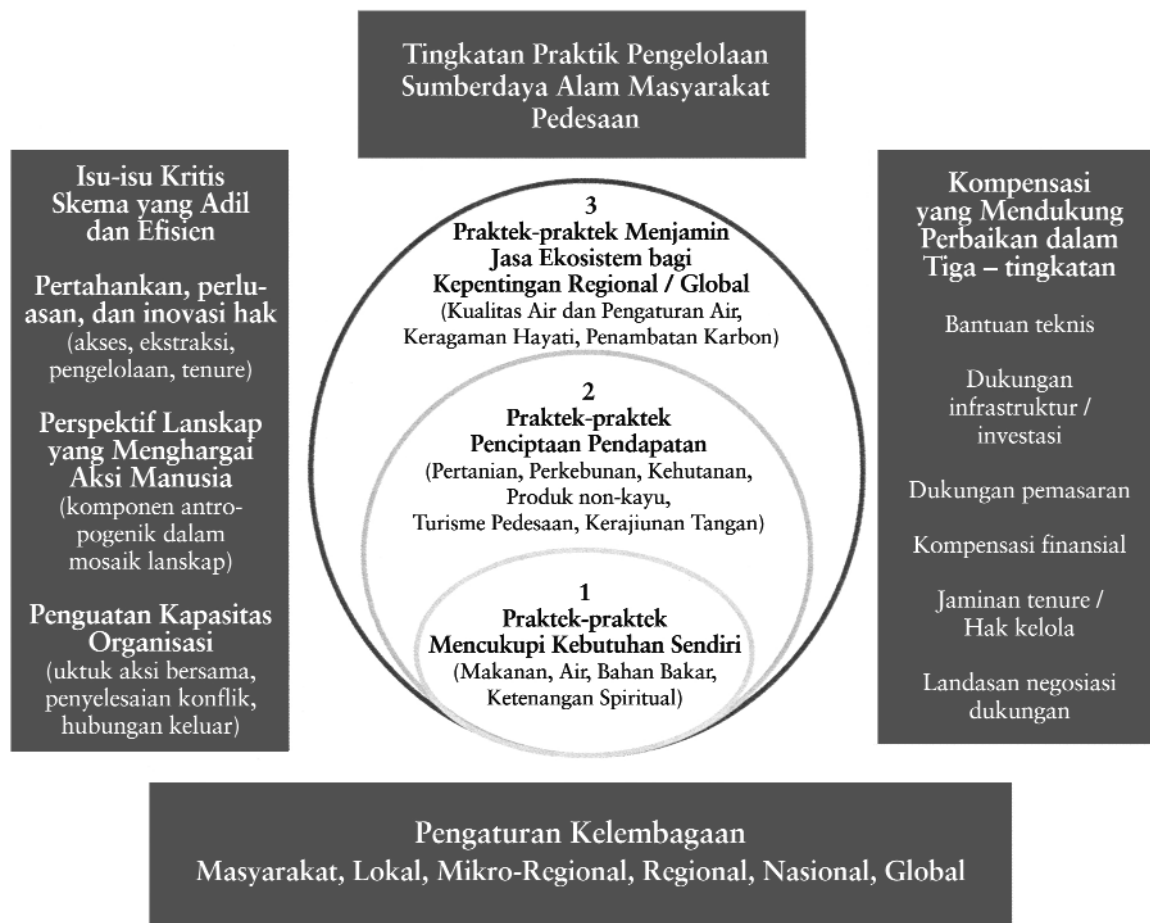 Tingkatan Praktik Pengelolaan
Sumberdaya Alam Masyarakat
Pedesaan
Isu-isu Kritis
Skema yang Adil
dan Efisien
Pertahankan, perlu-
asan, dan inovasi hak
(akses, ekstraksi,
pengelolaan, tenure)
Perspektif Lanskap
yang Menghargai
Aksi Manusia
(komponen antro-
pogenik dalam
mosaik lanskap)
Penguatan Kapasitas
Organisasi
(uktuk aksi bersama,
penyelesaian konflik,
hubungan keluar)
3
Praktek-praktek Menjamin
Jasa Ekosistem bagi
Kepentingan Regional / Global
(Kualitas Air dan Pengaturan Air,
Keragaman Hayati, Penambatan Karbon)
2
Praktek-praktek
Penciptaan Pendapatan
(Pertanian, Perkebunan, Kehutanan,
Produk non-kayu,
Turisme Pedesaan, Kerajiunan Tangan)
1
Praktek-praktek
Mencukupi Kebutuhan Sendiri
(Makanan, Air, Bahan Bakar,
Ketenangan Spiritual)
Kompensasi
yang Mendukung
Perbaikan dalam
Tiga – tingkatan
Bantuan teknis
Dukungan
infrastruktur /
investasi
Dukungan pemasaran
Kompensasi finansial
Jaminan tenure /
Hak kelola
Landasan negosiasi
dukungan
Pengaturan Kelembagaan
Masyarakat, Lokal, Mikro-Regional, Regional, Nasional, Global